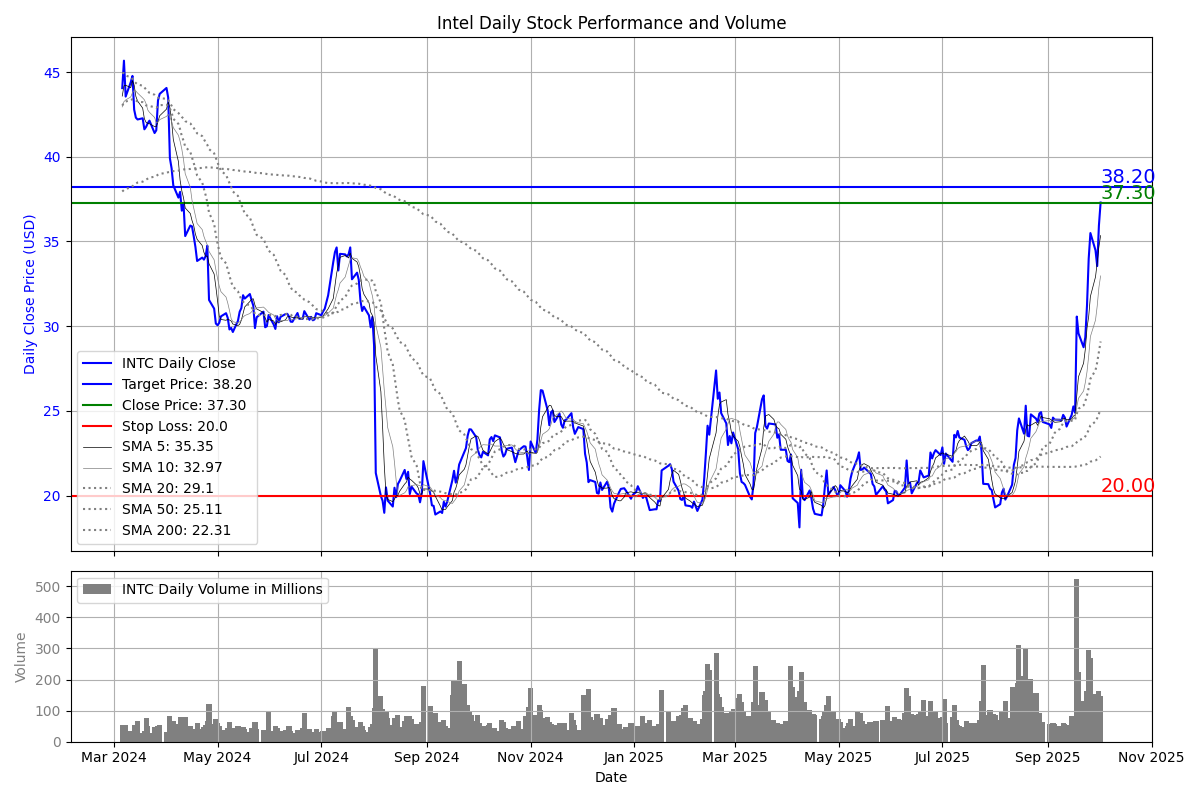 Intel Daily Stock Performance and Volume
45
40
35
30
25
20
Daily Close Price (USD)
38.20
37.30
20.00
INTC Daily Close
Target Price: 38.20
Close Price: 37.30
Stop Loss: 20.0
SMA 5: 35.35
SMA 10: 32.97
SMA 20: 29.1
SMA 50: 25.11
SMA 200: 22.31
INTC Daily Volume in Millions
500
400
300
200
100
0
Volume
Mar 2024 May 2024 Jul 2024 Sep 2024 Nov 2024 Jan 2025 Mar 2025 May 2025 Jul 2025 Sep 2025 Nov 2025
Date